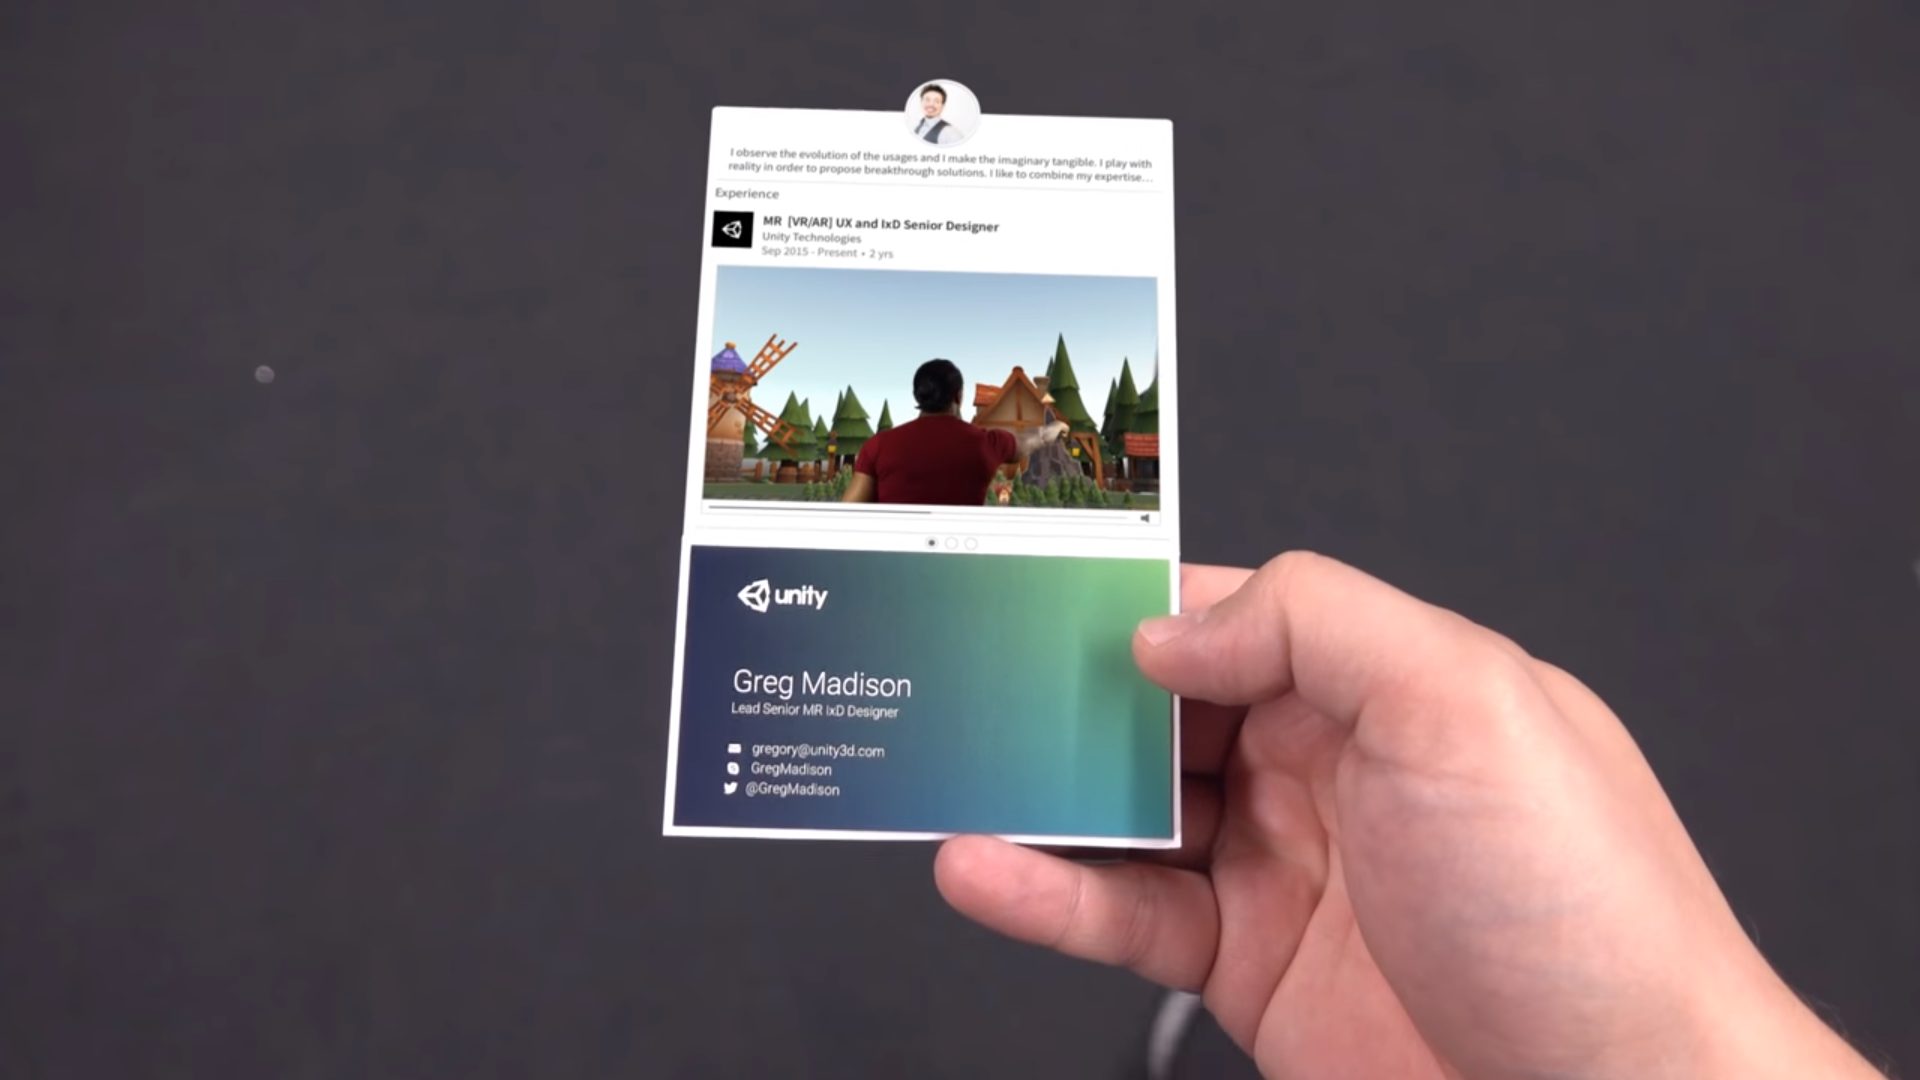 I observe the evolution of the usages and I make the imaginary tangible. I play with
reality in order to propose breakthrough solutions. I like to combine my expertise...
Experience
MR [VR/AR] UX and IxD Senior Designer
Unity Technologies
Sep 2015 - Present • 2 yrs
unity
Greg Madison
Lead Senior MR IxD Designer
gregory@unity3d.com
GregMadison
@GregMadison